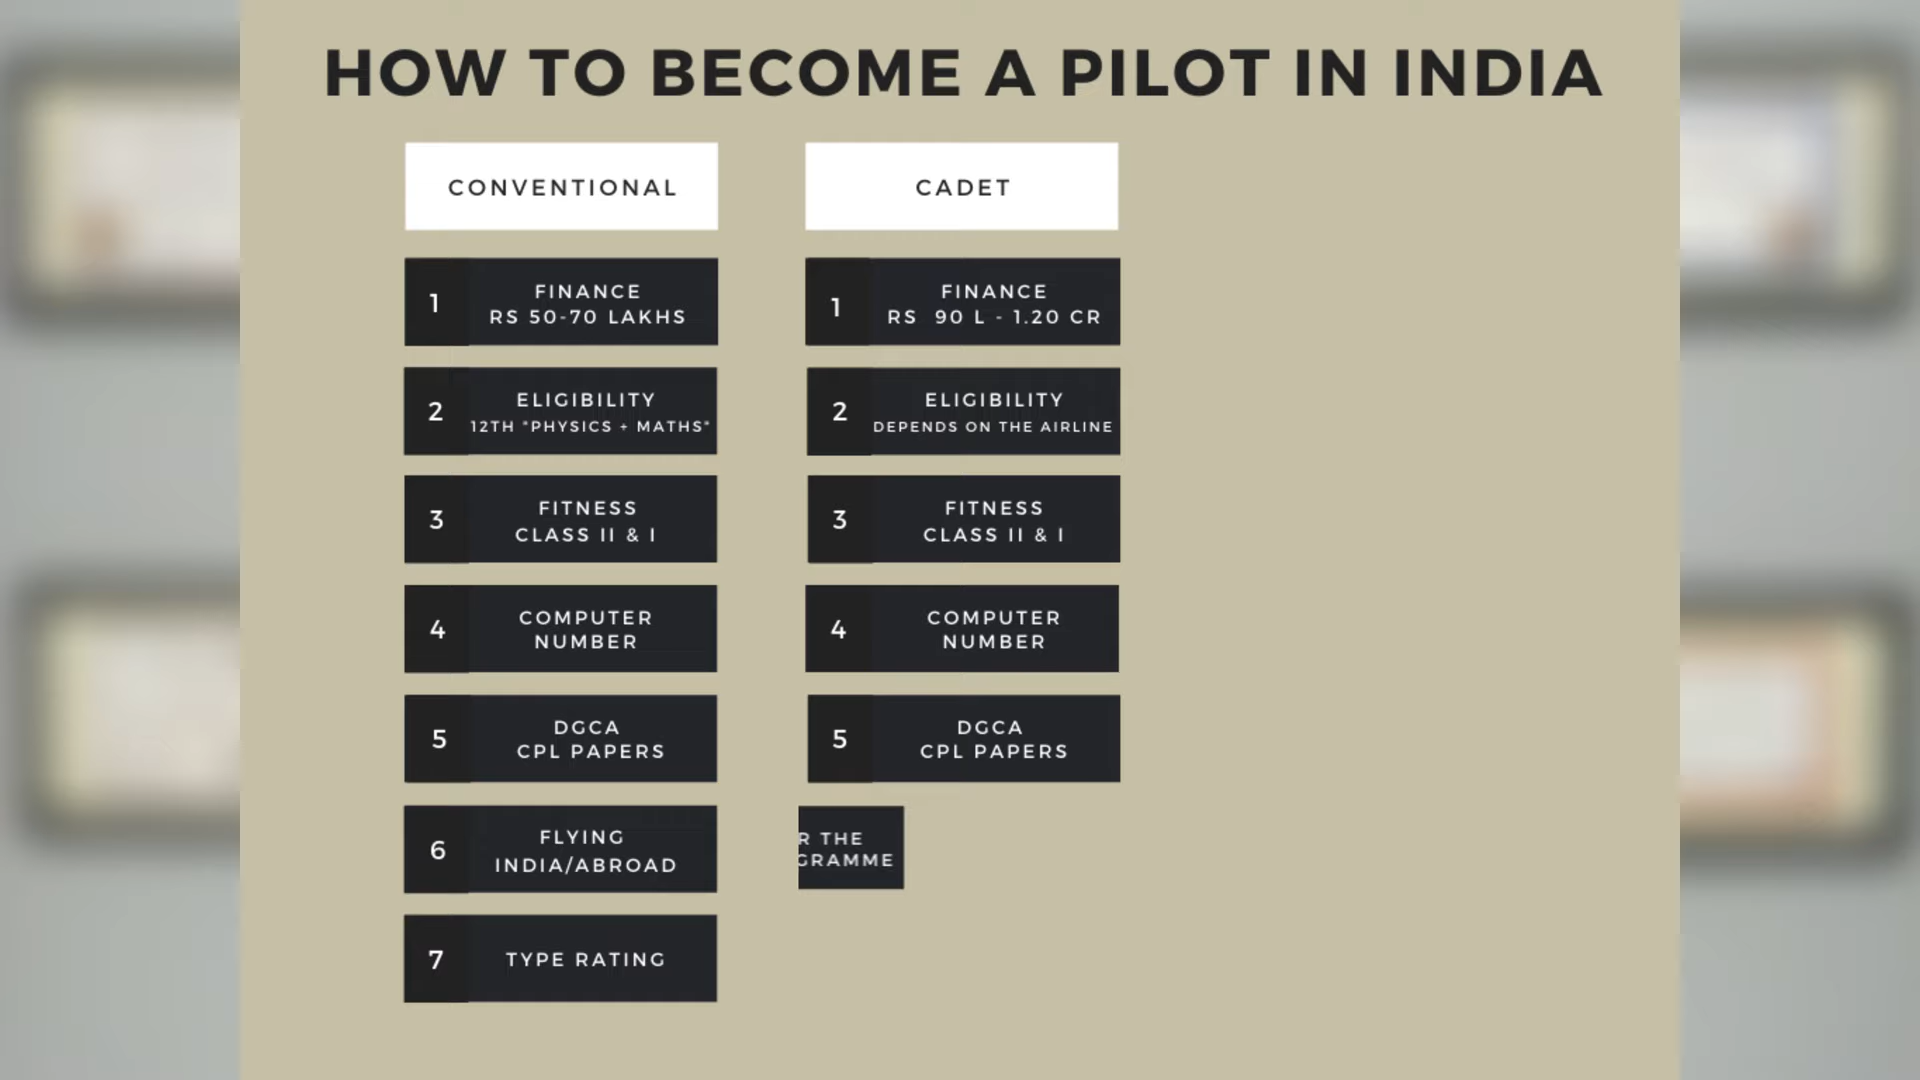 HOW TO BECOME A PILOT IN INDIA
CONVENTIONAL
1
FINANCE
RS 50-70 LAKHS
2
ELIGIBILITY
12TH "PHYSICS + MATHS"
3
FITNESS
CLASS II & I
4
COMPUTER
NUMBER
5
DGCA
CPL PAPERS
6
FLYING
INDIA/ABROAD
7
TYPE RATING
CADET
1
FINANCE
RS 90 L - 1.20 CR
2
ELIGIBILITY
DEPENDS ON THE AIRLINE
3
FITNESS
CLASS II & I
4
COMPUTER
NUMBER
5
DGCA
CPL PAPERS
THE